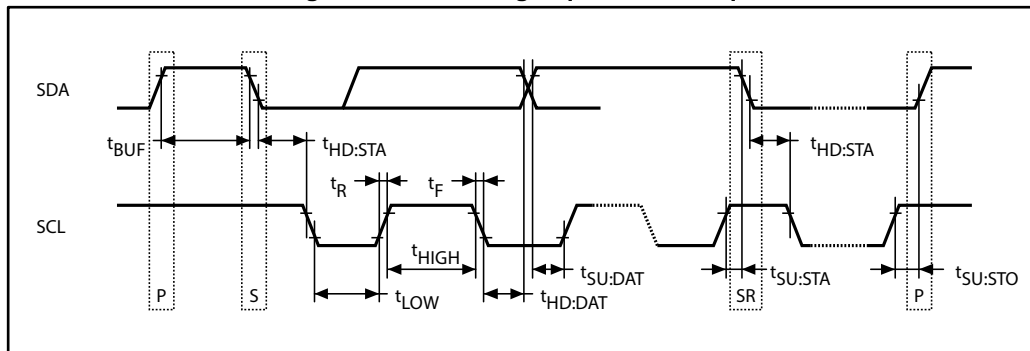 SDA
tBUF
tHD:STA
tHD:STA
tR
tF
SCL
tHIGH
tSU:DAT
tSU:STA
tSU:STO
tLOW
tHD:DAT
P
S
SR
P